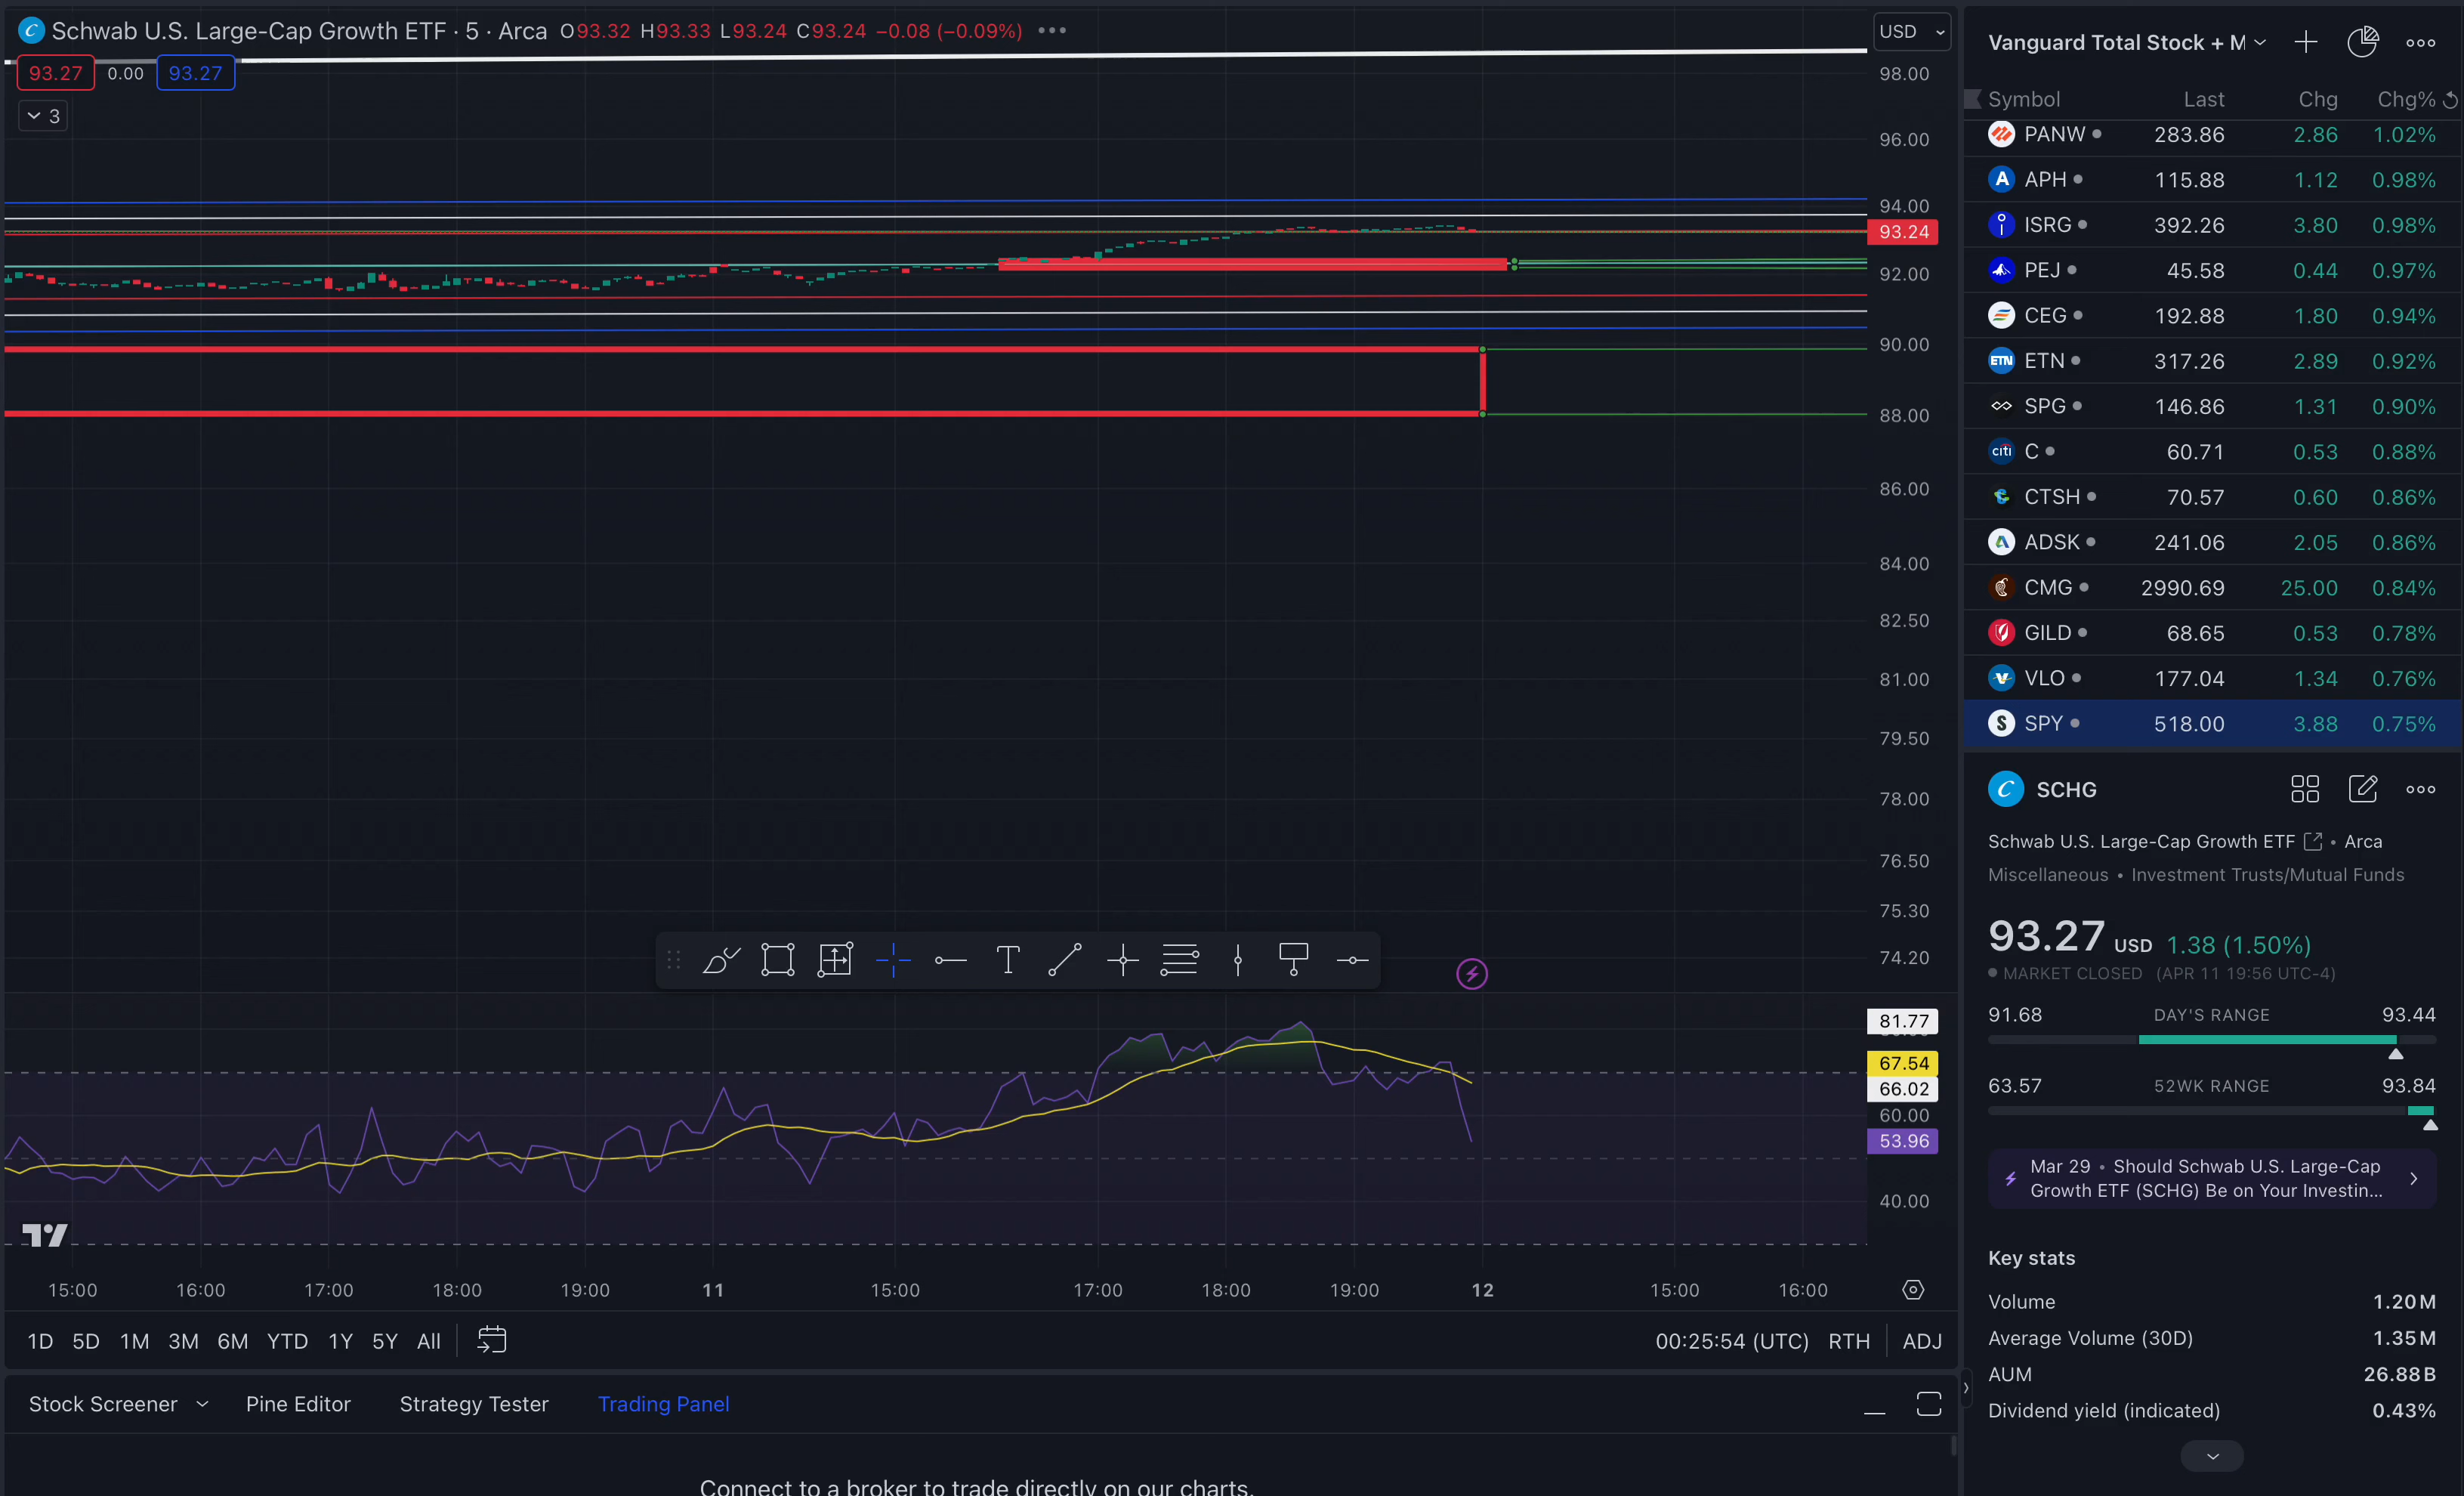 Schwab U.S. Large-Cap Growth ETF · 5 · Arca O93.32 H93.33 L93.24 C93.24 −0.08 (−0.09%)
USD
93.27 0.00 93.27
3
98.00
96.00
94.00
93.24
92.00
90.00
88.00
86.00
84.00
82.50
81.00
79.50
78.00
76.50
75.30
74.20
81.77
67.54
66.02
60.00
53.96
40.00
15:00 16:00 17:00 18:00 19:00 11 15:00 17:00 18:00 19:00 12 15:00 16:00
1D 5D 1M 3M 6M YTD 1Y 5Y All
00:25:54 (UTC) RTH ADJ
Stock Screener Pine Editor Strategy Tester Trading Panel
Connect to a broker to trade directly on our charts.
Vanguard Total Stock + M
Symbol Last Chg Chg%
PANW 283.86 2.86 1.02%
APH 115.88 1.12 0.98%
ISRG 392.26 3.80 0.98%
PEJ 45.58 0.44 0.97%
CEG 192.88 1.80 0.94%
ETN ETN 317.26 2.89 0.92%
SPG 146.86 1.31 0.90%
citi C 60.71 0.53 0.88%
CTSH 70.57 0.60 0.86%
ADSK 241.06 2.05 0.86%
CMG 2990.69 25.00 0.84%
GILD 68.65 0.53 0.78%
VLO 177.04 1.34 0.76%
S SPY 518.00 3.88 0.75%
SCHG
Schwab U.S. Large-Cap Growth ETF • Arca
Miscellaneous • Investment Trusts/Mutual Funds
93.27 USD 1.38 (1.50%)
MARKET CLOSED (APR 11 19:56 UTC-4)
91.68 DAY'S RANGE 93.44
63.57 52WK RANGE 93.84
Mar 29 • Should Schwab U.S. Large-Cap
Growth ETF (SCHG) Be on Your Investin...
Key stats
Volume 1.20M
Average Volume (30D) 1.35M
AUM 26.88B
Dividend yield (indicated) 0.43%